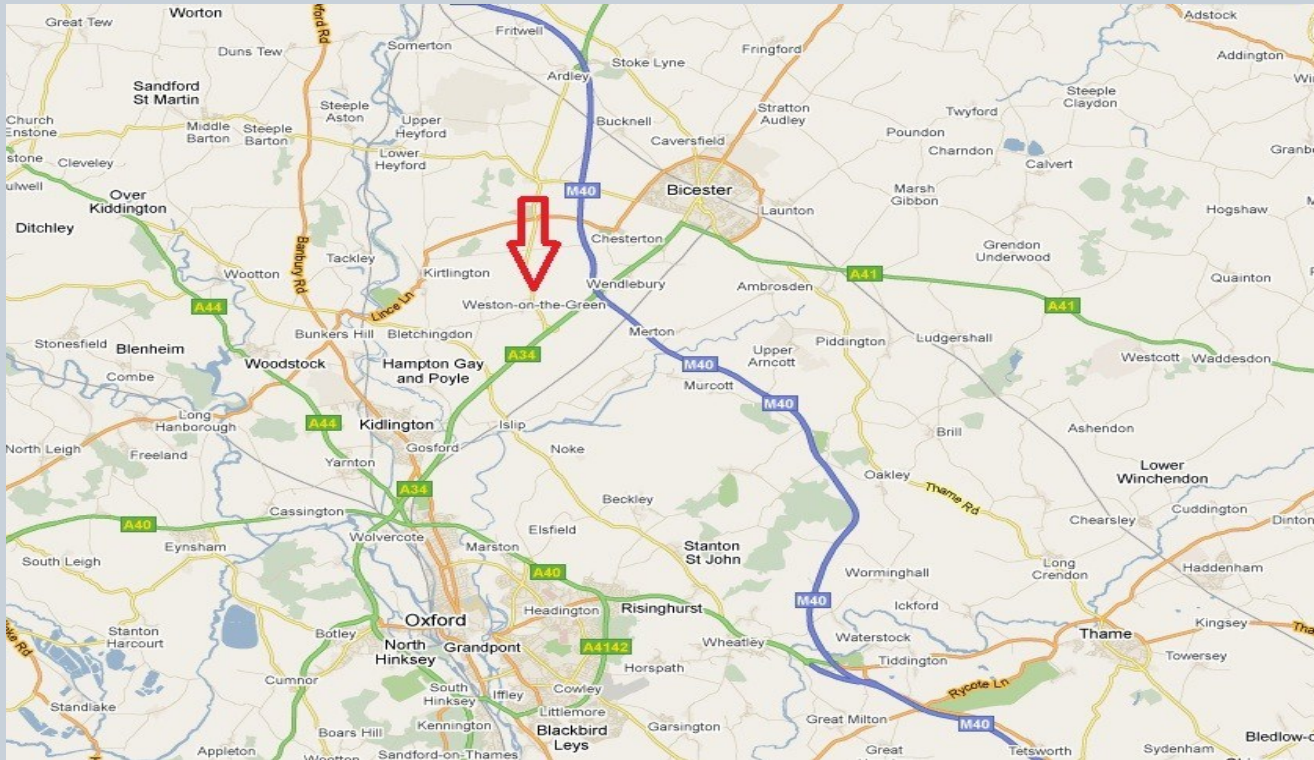 Worton
Great Tew
Duns Tew
Somerton
Fritwell
Adstock
Fringford
Addington
Stoke Lyne
Ardley
Sandford
St Martin
Steeple
Aston
Upper
Heyford
Bucknell
Stratton
Audley
Twyford
Steeple
Claydon
Church
Enstone
Middle
Barton
Steeple
Barton
Caversfield
Poundon
Charndon
Calvert
Cleveley
Lower
Heyford
M40
Bicester
Over
Kiddington
Launton
Marsh
Gibbon
Hogshaw
Ditchley
Banbury Rd
Chesterton
Grendon
Underwood
Tackley
Wootton
Kirtlington
Wendlebury
Ambrosden
A41
Quainton
A44
Lince Ln
Weston-on-the-Green
A41
Bunkers Hill
Bletchingdon
Merton
Stonesfield
Blenheim
Woodstock
Hampton Gay
and Poyle
A34
Upper
Arncott
Piddington
Ludgershall
Westcott
Waddesdon
Combe
M40
Murcott
M40
Long
Hanborough
A44
Kidlington
Islip
Brill
Ashendon
North Leigh
Freeland
Yarnton
Gosford
Noke
Oakley
Lower
Winchendon
A34
Beckley
Thame Rd
Cassington
A40
Elsfield
Chearsley
Cuddington
Dinton
Eynsham
Wolvercote
Marston
Stanton
St John
South Leigh
A40
Worminghall
Long
Crendon
Haddenham
Headington
Risinghurst
M40
Ickford
Stanton
Harcourt
Botley
Oxford
North
Hinksey
Grandpont
A4142
Wheatley
Waterstock
Tiddington
Thame
Kingsey
Towersey
Cumnor
Horspath
Rycote Ln
Standlake
South
Hinksey
Iffley
Cowley
Littlemore
Blackbird
Leys
Garsington
Great Milton
M40
Boars Hill
Kennington
Appleton
Sandford-on-Thames
Great
Tetsworth
Sydenham